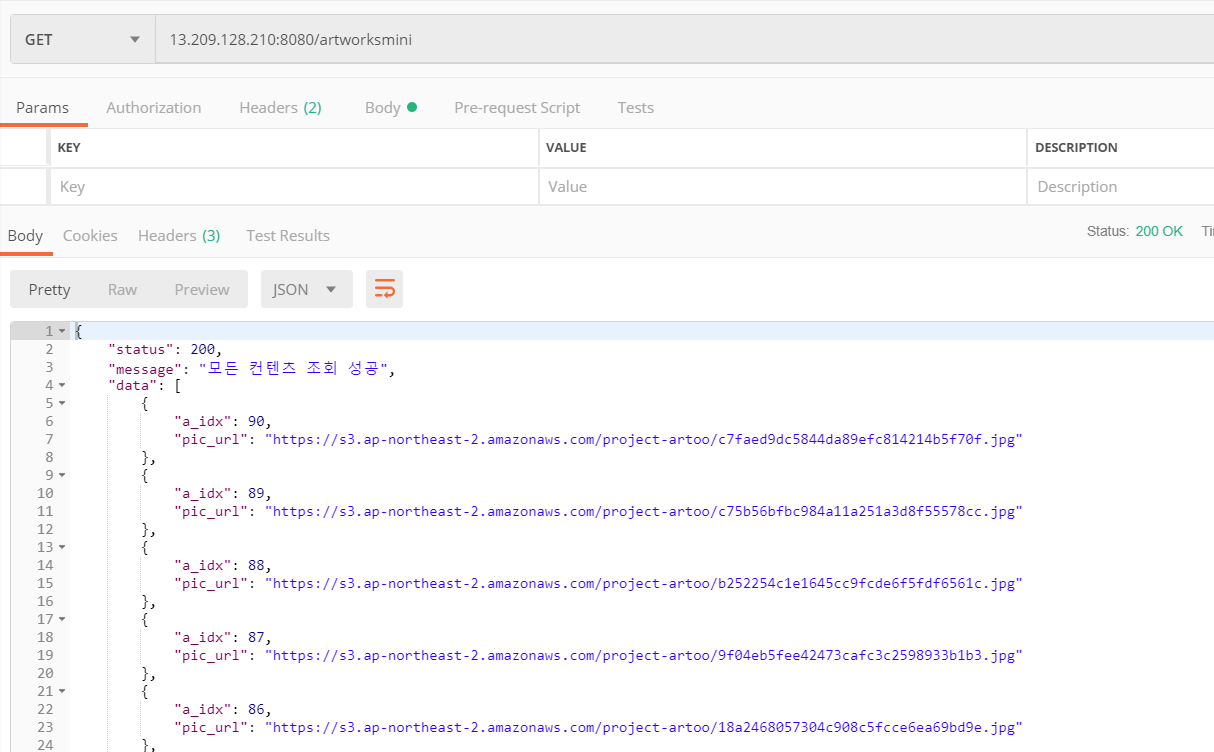 GET 13.209.128.210:8080/artworksmini
Params Authorization Headers (2) Body Pre-request Script Tests
KEY VALUE DESCRIPTION
Key Value Description
Body Cookies Headers (3) Test Results Status: 200 OK Ti
Pretty Raw Preview JSON
1 {
2 "status": 200,
3 "message": "모든 컨텐츠 조회 성공",
4 "data": [
5 {
6 "a_idx": 90,
7 "pic_url": "https://s3.ap-northeast-2.amazonaws.com/project-artoo/c7faed9dc5844da89efc814214b5f70f.jpg"
8 },
9 {
10 "a_idx": 89,
11 "pic_url": "https://s3.ap-northeast-2.amazonaws.com/project-artoo/c75b56bfbc984a11a251a3d8f55578cc.jpg"
12 },
13 {
14 "a_idx": 88,
15 "pic_url": "https://s3.ap-northeast-2.amazonaws.com/project-artoo/b252254c1e1645cc9fcde6f5fdf6561c.jpg"
16 },
17 {
18 "a_idx": 87,
19 "pic_url": "https://s3.ap-northeast-2.amazonaws.com/project-artoo/9f04eb5fee42473cafc3c2598933b1b3.jpg"
20 },
21 {
22 "a_idx": 86,
23 "pic_url": "https://s3.ap-northeast-2.amazonaws.com/project-artoo/18a2468057304c908c5fcce6ea69bd9e.jpg"
24 },